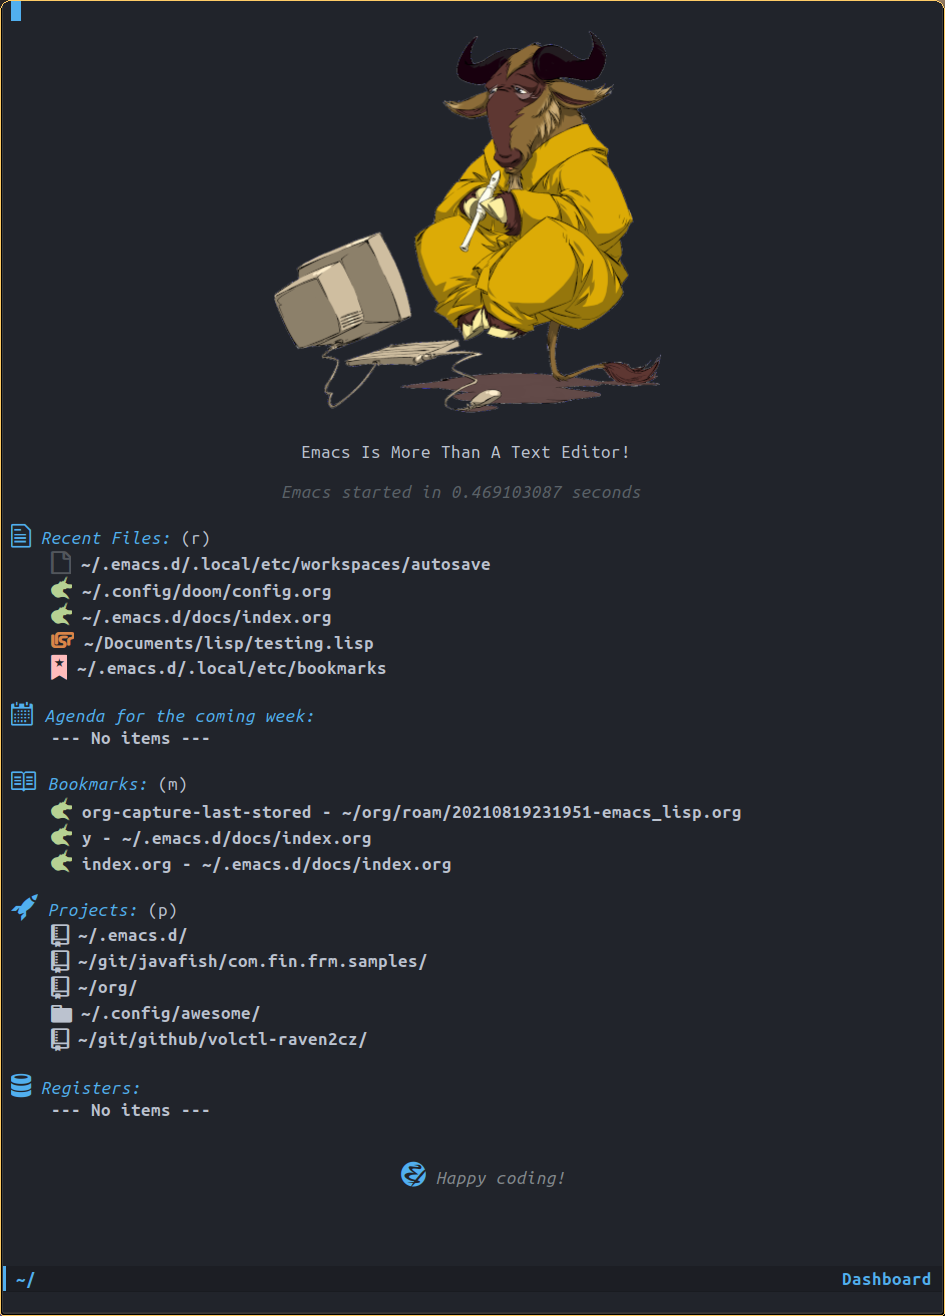 Emacs Is More Than A Text Editor!
Emacs started in 0.469103087 seconds
Recent Files: (r)
~/.emacs.d/.local/etc/workspaces/autosave
~/.config/doom/config.org
~/.emacs.d/docs/index.org
~/Documents/lisp/testing.lisp
~/.emacs.d/.local/etc/bookmarks
Agenda for the coming week:
--- No items ---
Bookmarks: (m)
org-capture-last-stored - ~/org/roam/20210819231951-emacs_lisp.org
y - ~/.emacs.d/docs/index.org
index.org - ~/.emacs.d/docs/index.org
Projects: (p)
~/.emacs.d/
~/git/javafish/com.fin.frm.samples/
~/org/
~/.config/awesome/
~/git/github/volctl-raven2cz/
Registers:
--- No items ---
Happy coding!
~/ Dashboard